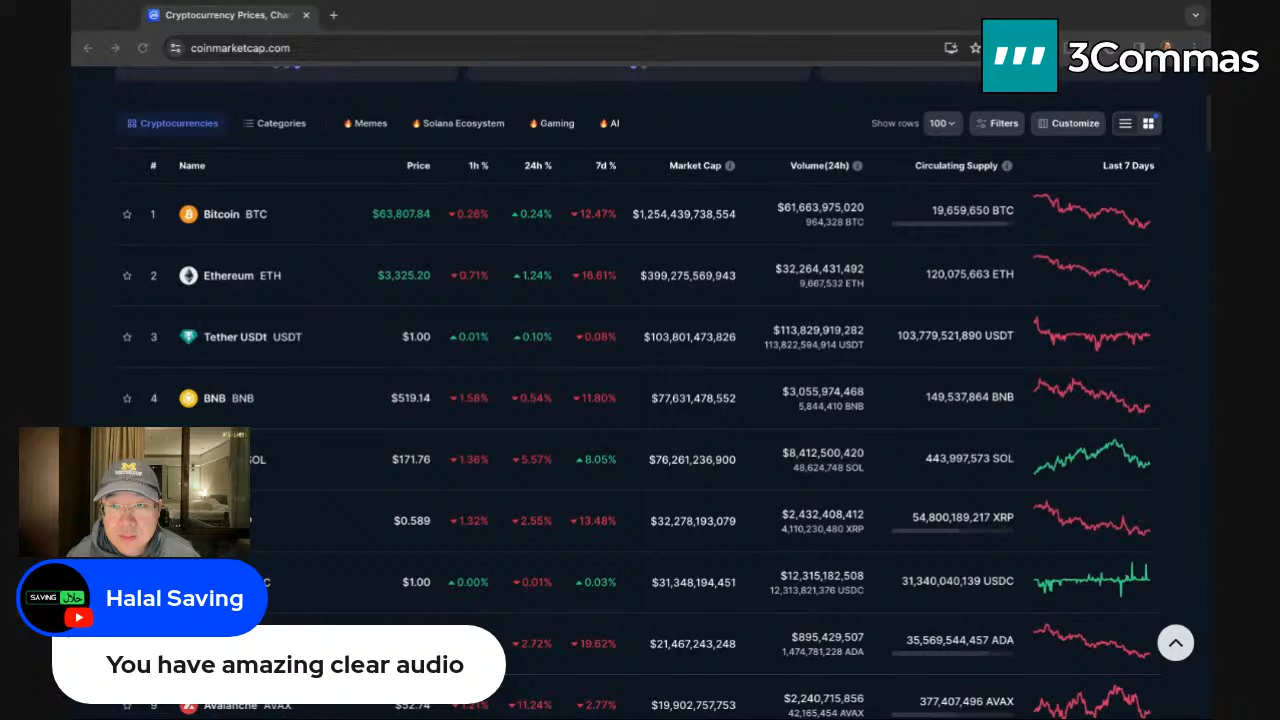 Cryptocurrency Prices, Cha
coinmarketcap.com
3Commas
Cryptocurrencies Categories Memes Solana Ecosystem Gaming AI Show rows 100 Filters Customize
# Name Price 1h % 24h % 7d % Market Cap Volume(24h) Circulating Supply Last 7 Days
1 Bitcoin BTC $63,807.84 0.26% 0.24% 12.47% $1,254,439,738,554 $61,663,975,020 19,659,650 BTC
964,328 BTC
2 Ethereum ETH $3,325.20 0.71% 1.24% 16.61% $399,275,569,943 $32,264,431,492 120,075,663 ETH
9,667,532 ETH
3 Tether USDt USDT $1.00 0.01% 0.10% 0.08% $103,801,473,826 $113,829,919,282 103,779,521,890 USDT
113,822,594,914 USDT
4 BNB BNB $519.14 1.58% 0.54% 11.80% $77,631,478,552 $3,055,974,468 149,537,864 BNB
5,844,410 BNB
OL $171.76 1.36% 5.57% 8.05% $76,261,236,900 $8,412,500,420 443,997,573 SOL
48,624,748 SOL
$0.589 1.32% 2.55% 13.48% $32,278,193,079 $2,432,408,412 54,800,189,217 XRP
4,110,230,480 XRP
C $1.00 0.00% 0.01% 0.03% $31,348,194,451 $12,315,182,508 31,340,040,139 USDC
12,313,821,376 USDC
2.72% 19.62% $21,467,243,248 $895,429,507 35,569,544,457 ADA
1,474,781,228 ADA
9 Avalanche AVAX $52.74 1.21% 11.24% 2.77% $19,902,757,753 $2,240,715,856 377,407,496 AVAX
42,165,454 AVAX
M
SAVING حلال
Halal Saving
You have amazing clear audio